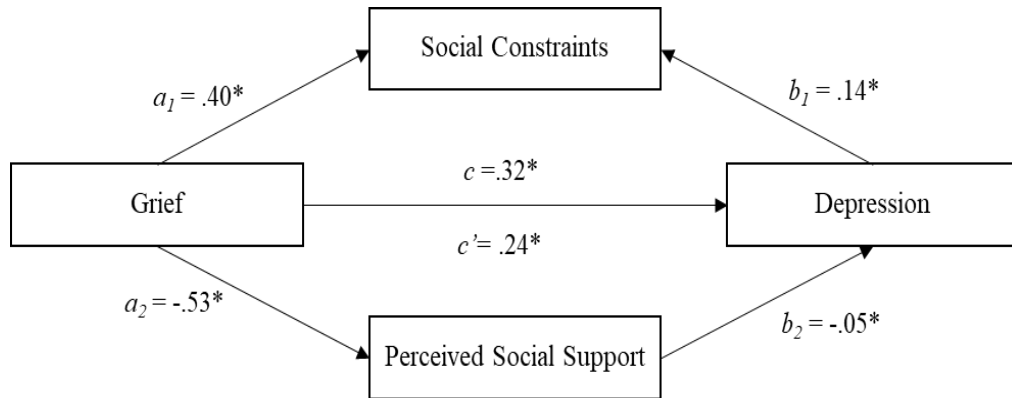 Social Constraints
a₁ = .40*
b₁ = .14*
Grief
c =.32*
Depression
c’= .24*
a₂ = -.53*
b₂ = -.05*
Perceived Social Support